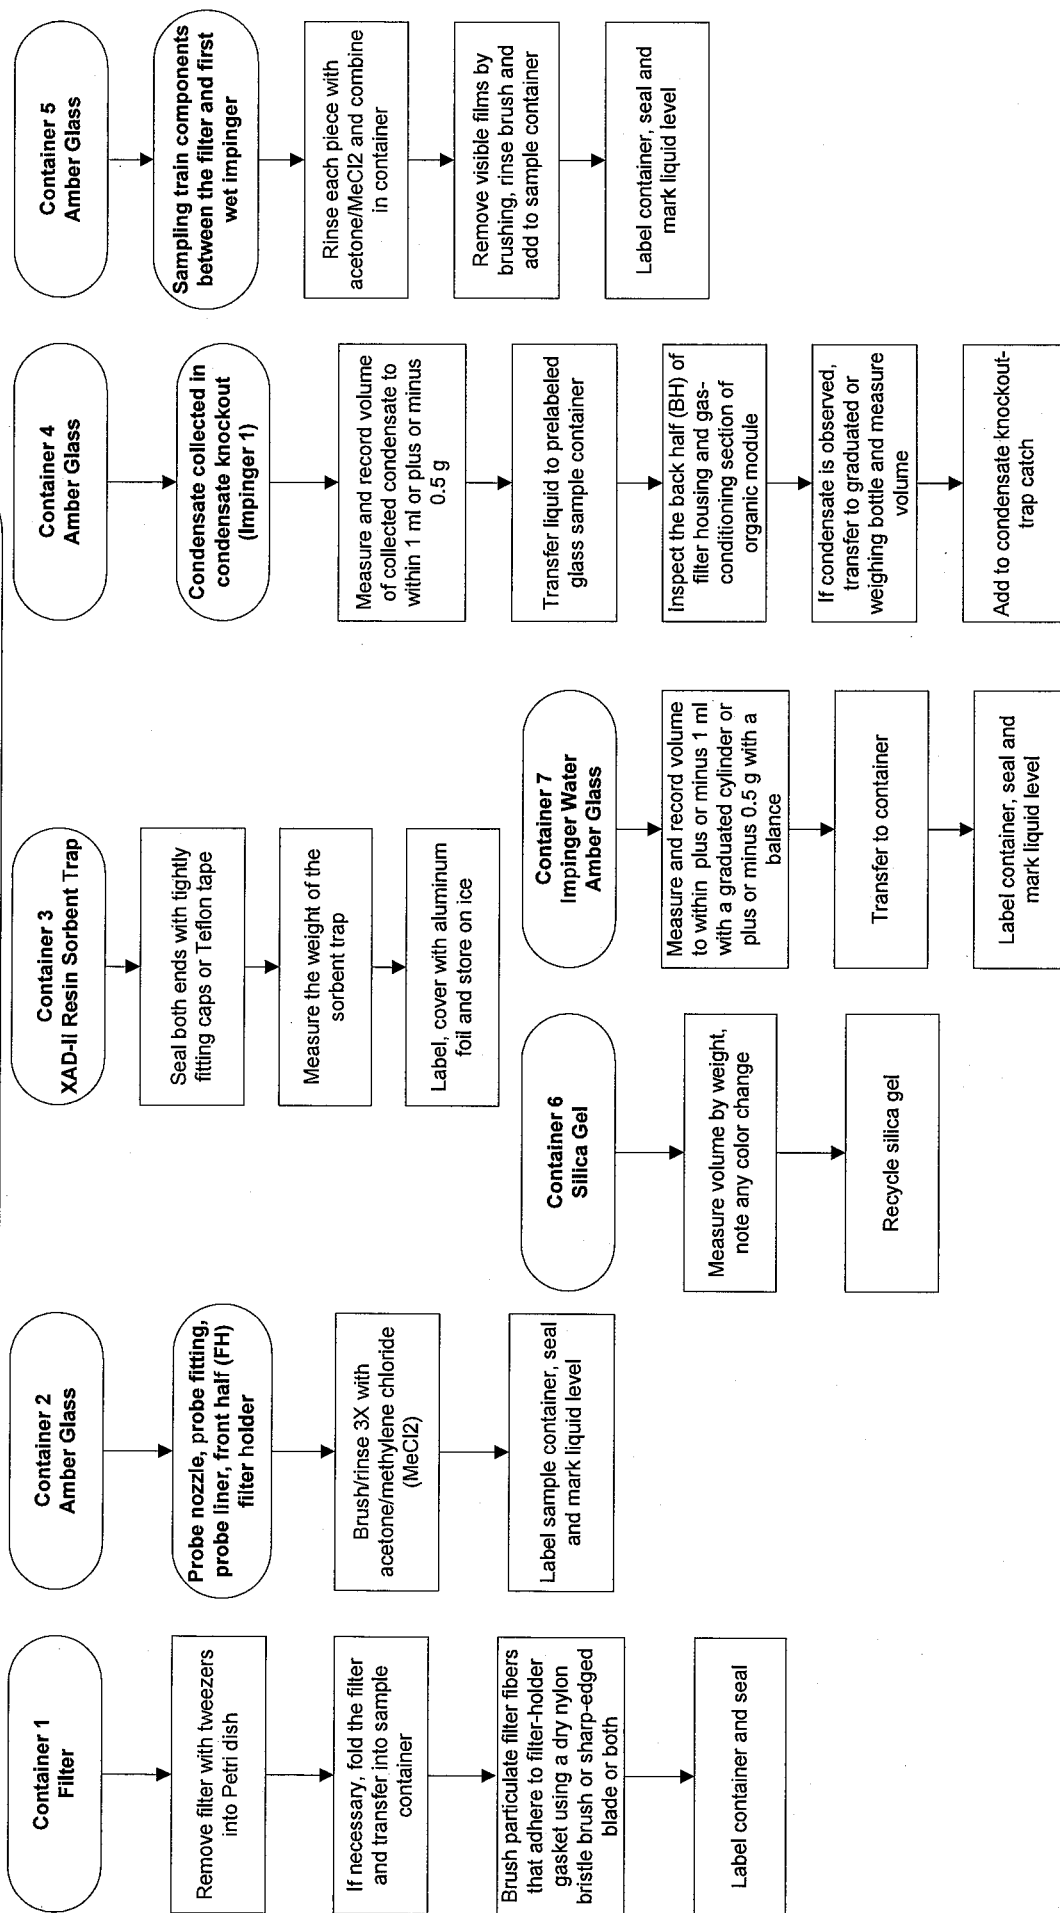 Container 1
Filter
Remove filter with tweezers
into Petri dish
If necessary, fold the filter
and transfer into sample
container
Brush particulate filter fibers
that adhere to filter-holder
gasket using a dry nylon
bristle brush or sharp-edged
blade or both
Label container and seal
Container 2
Amber Glass
Probe nozzle, probe fitting,
probe liner, front half (FH)
filter holder
Brush/rinse 3X with
acetone/methylene chloride
(MeCl2)
Label sample container, seal
and mark liquid level
Container 3
XAD-II Resin Sorbent Trap
Seal both ends with tightly
fitting caps or Teflon tape
Measure the weight of the
sorbent trap
Label, cover with aluminum
foil and store on ice
Container 6
Silica Gel
Measure volume by weight,
note any color change
Recycle silica gel
Container 7
Impinger Water
Amber Glass
Measure and record volume
to within plus or minus 1 ml
with a graduated cylinder or
plus or minus 0.5 g with a
balance
Transfer to container
Label container, seal and
mark liquid level
Container 4
Amber Glass
Condensate collected in
condensate knockout
(Impinger 1)
Measure and record volume
of collected condensate to
within 1 ml or plus or minus
0.5 g
Transfer liquid to prelabeled
glass sample container
Inspect the back half (BH) of
filter housing and gas-
conditioning section of
organic module
If condensate is observed,
transfer to graduated or
weighing bottle and measure
volume
Add to condensate knockout-
trap catch
Container 5
Amber Glass
Sampling train components
between the filter and first
wet impinger
Rinse each piece with
acetone/MeCl2 and combine
in container
Remove visible films by
brushing, rinse brush and
add to sample container
Label container, seal and
mark liquid level